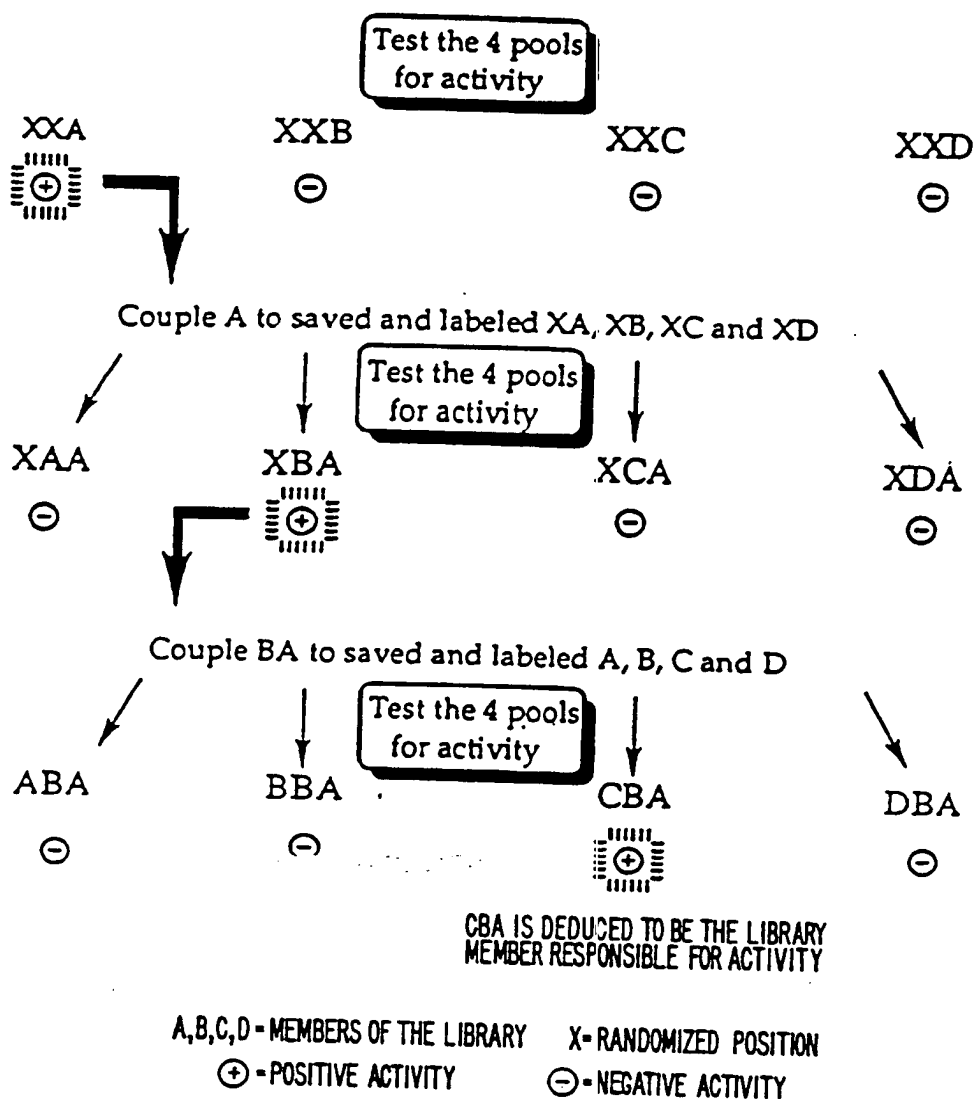 Test the 4 pools
for activity
XXA XXB XXC XXD
⊕ ⊖ ⊖ ⊖
Couple A to saved and labeled XA, XB, XC and XD
Test the 4 pools
for activity
XAA XBA XCA XDA
⊖ ⊕ ⊖ ⊖
Couple BA to saved and labeled A, B, C and D
Test the 4 pools
for activity
ABA BBA CBA DBA
⊖ ⊖ ⊕ ⊖
CBA IS DEDUCED TO BE THE LIBRARY
MEMBER RESPONSIBLE FOR ACTIVITY
A,B,C,D = MEMBERS OF THE LIBRARY X = RANDOMIZED POSITION
⊕ = POSITIVE ACTIVITY ⊖ = NEGATIVE ACTIVITY